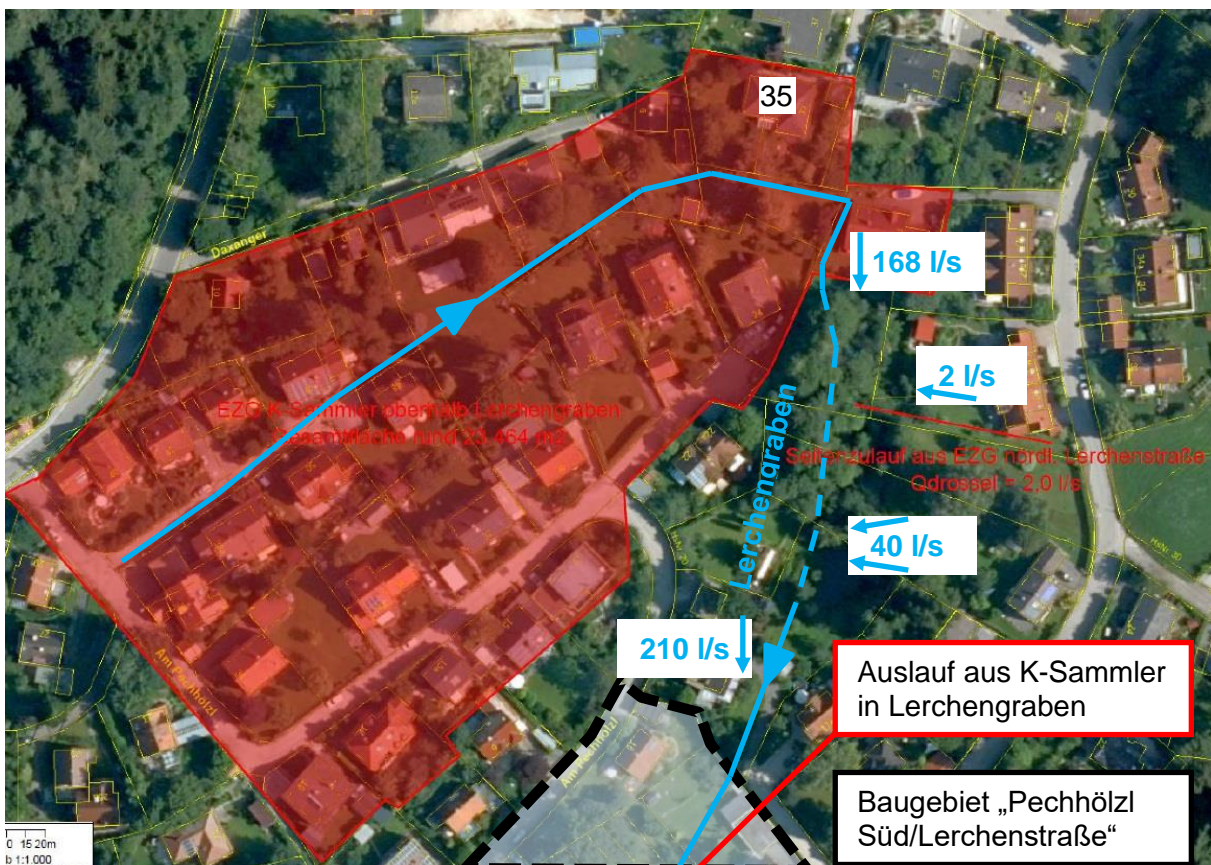 35
Daxanger
168 l/s
2 l/s
EZG K-Sammler oberhalb Lerchengraben
Gesamtfläche rund 23.464 m2
Seitenzulauf aus EZG nördl. Lerchenstraße
Qdrossel = 2,0 l/s
Lerchengraben
40 l/s
210 l/s
Am Pechhölzl
Am Pechhölzl
Auslauf aus K-Sammler
in Lerchengraben
Baugebiet „Pechhölzl
Süd/Lerchenstraße“
0 15 20m
b 1:1.000